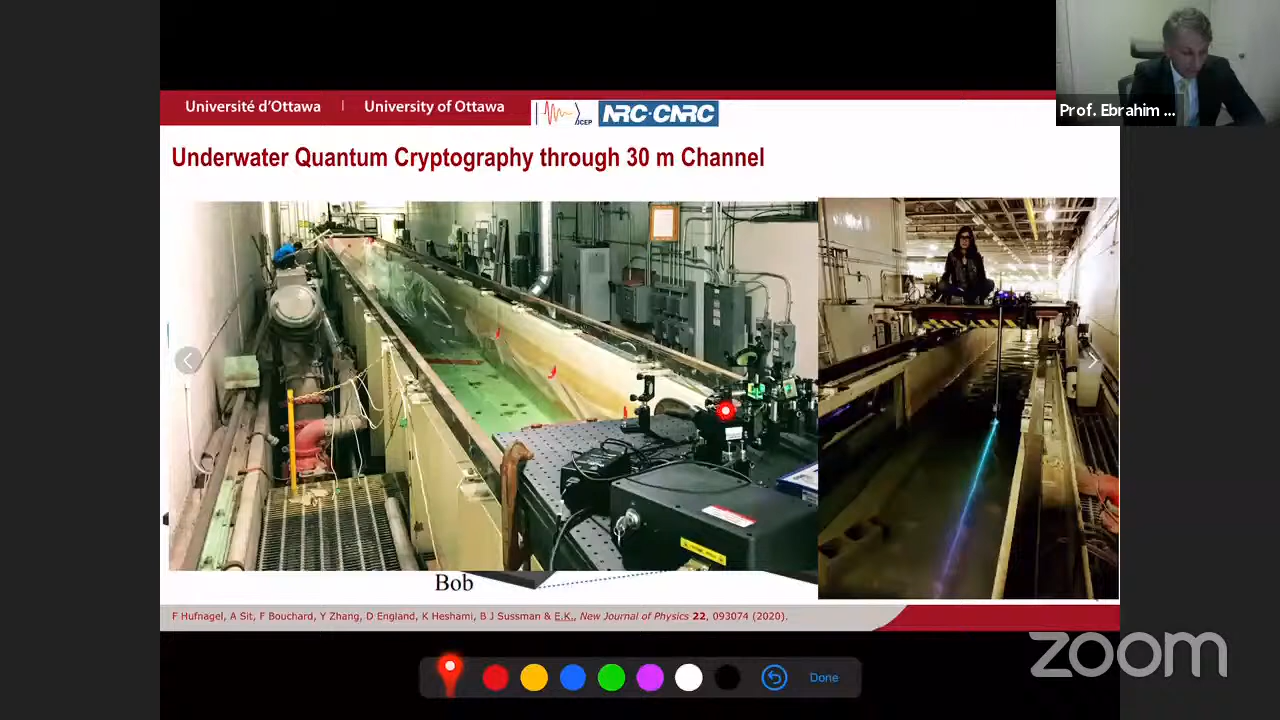 Université d'Ottawa | University of Ottawa
JCEP
NRC·CNRC
Prof. Ebrahim ...
Underwater Quantum Cryptography through 30 m Channel
Bob
F Hufnagel, A Sit, F Bouchard, Y Zhang, D England, K Heshami, B J Sussman & E.K., New Journal of Physics 22, 093074 (2020).
zoom
Done